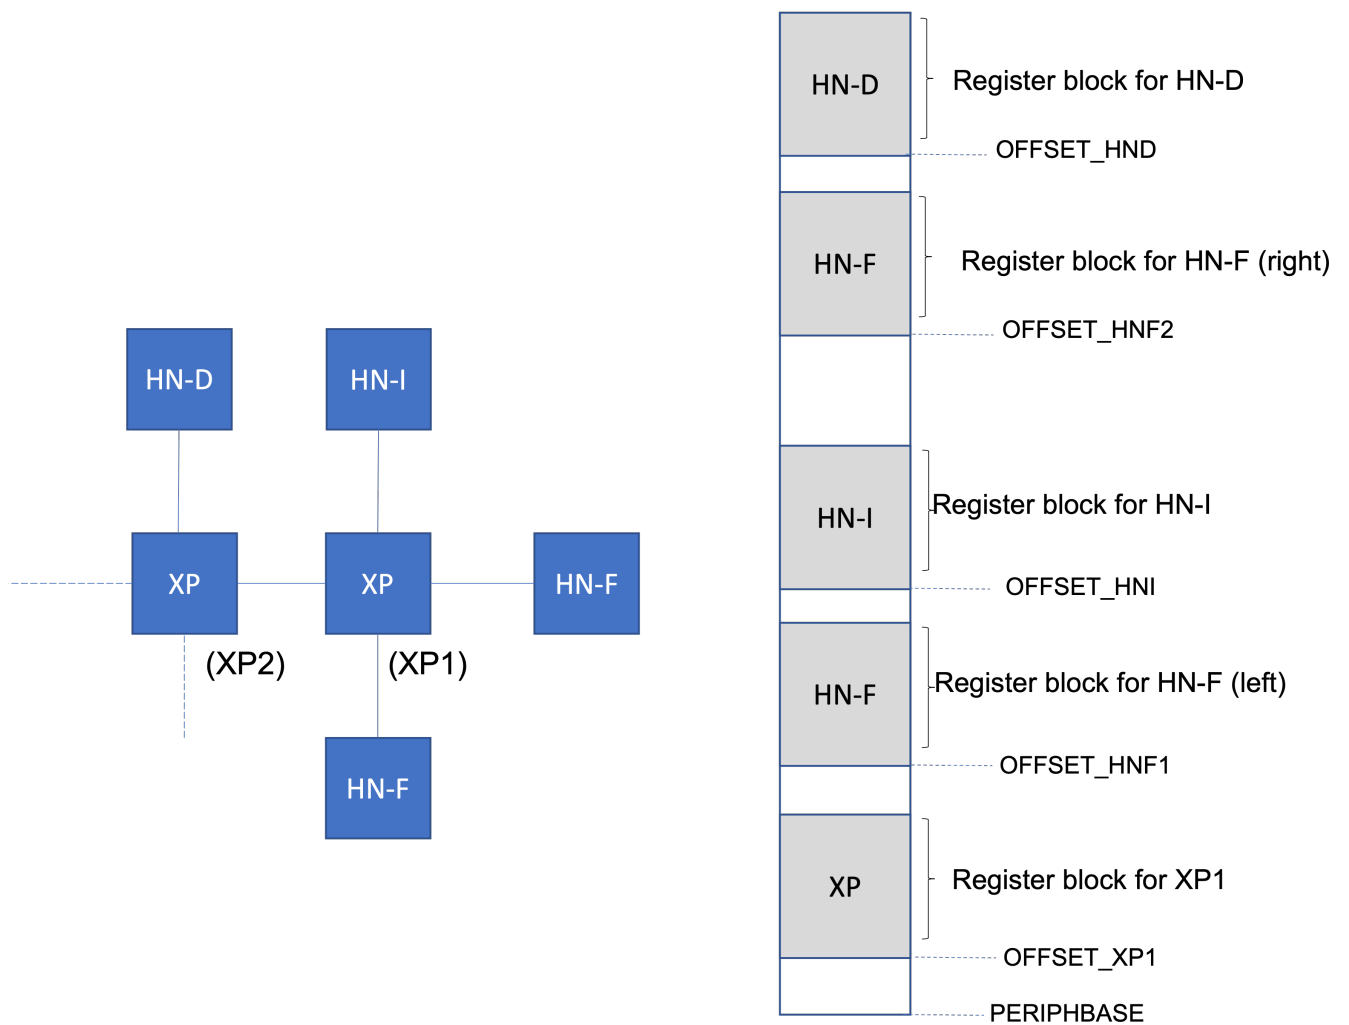 HN-D
HN-I
XP
XP
HN-F
(XP2)
(XP1)
HN-F
HN-D
Register block for HN-D
OFFSET_HND
HN-F
Register block for HN-F (right)
OFFSET_HNF2
HN-I
Register block for HN-I
OFFSET_HNI
HN-F
Register block for HN-F (left)
OFFSET_HNF1
XP
Register block for XP1
OFFSET_XP1
PERIPHBASE